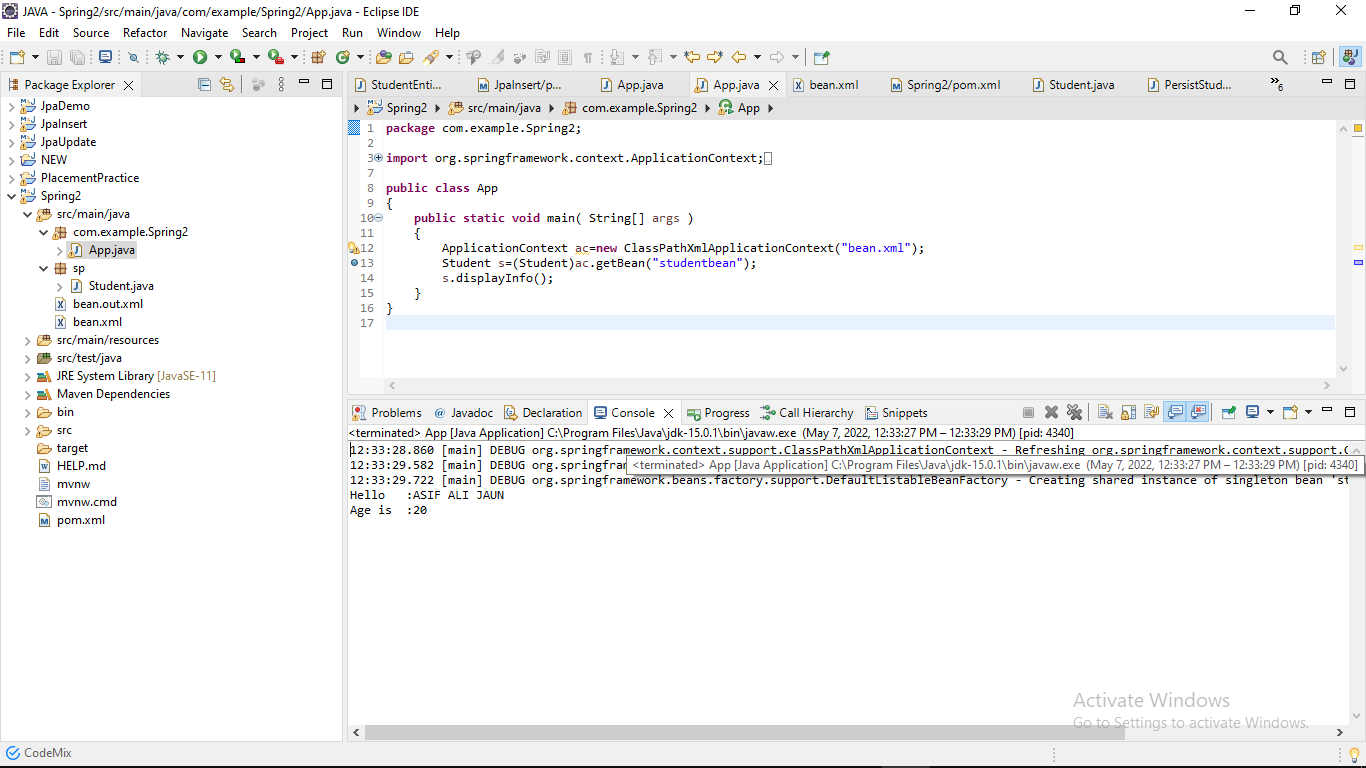 JAVA - Spring2/src/main/java/com/example/Spring2/App.java - Eclipse IDE
File Edit Source Refactor Navigate Search Project Run Window Help
Package Explorer
JpaDemo
JpaInsert
JpaUpdate
NEW
PlacementPractice
Spring2
src/main/java
com.example.Spring2
App.java
sp
Student.java
bean.out.xml
bean.xml
src/main/resources
src/test/java
JRE System Library [JavaSE-11]
Maven Dependencies
bin
src
target
HELP.md
mvnw
mvnw.cmd
pom.xml
StudentEnti... JpaInsert/p... App.java App.java bean.xml Spring2/pom.xml Student.java PersistStud... »6
Spring2 src/main/java com.example.Spring2 App
1 package com.example.Spring2;
2
3 import org.springframework.context.ApplicationContext;
7
8 public class App
9 {
10 public static void main( String[] args )
11 {
12 ApplicationContext ac=new ClassPathXmlApplicationContext("bean.xml");
13 Student s=(Student)ac.getBean("studentbean");
14 s.displayInfo();
15 }
16 }
17
Problems Javadoc Declaration Console Progress Call Hierarchy Snippets
<terminated> App [Java Application] C:\Program Files\Java\jdk-15.0.1\bin\javaw.exe (May 7, 2022, 12:33:27 PM – 12:33:29 PM) [pid: 4340]
12:33:28.860 [main] DEBUG org.springframework.context.support.ClassPathXmlApplicationContext - Refreshing org.springframework.context.support.C
12:33:29.582 [main] DEBUG org.springfra
<terminated> App [Java Application] C:\Program Files\Java\jdk-15.0.1\bin\javaw.exe (May 7, 2022, 12:33:27 PM – 12:33:29 PM) [pid: 4340]
12:33:29.722 [main] DEBUG org.springframework.beans.factory.support.DefaultListableBeanFactory - Creating shared instance of singleton bean 'st
Hello :ASIF ALI JAUN
Age is :20
Activate Windows
Go to Settings to activate Windows.
CodeMix